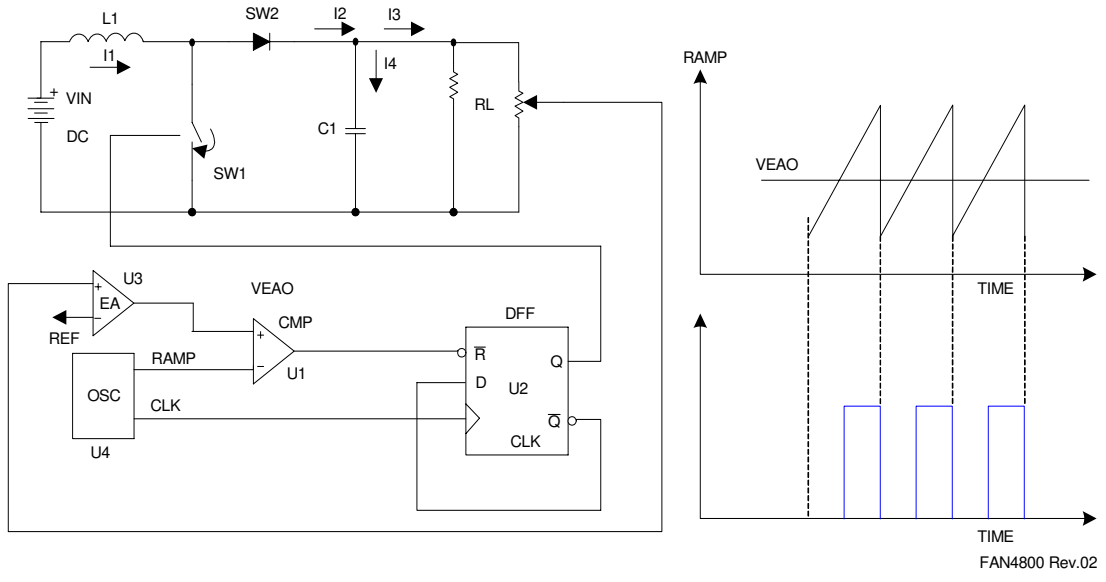 L1
SW2
I2
I3
I1
I4
+
VIN
DC
C1
RL
SW1
RAMP
VEAO
TIME
U3
+
EA
−
REF
VEAO
CMP
+
−
U1
RAMP
OSC
CLK
U4
DFF
R
Q
D
U2
Q
CLK
TIME
FAN4800 Rev.02